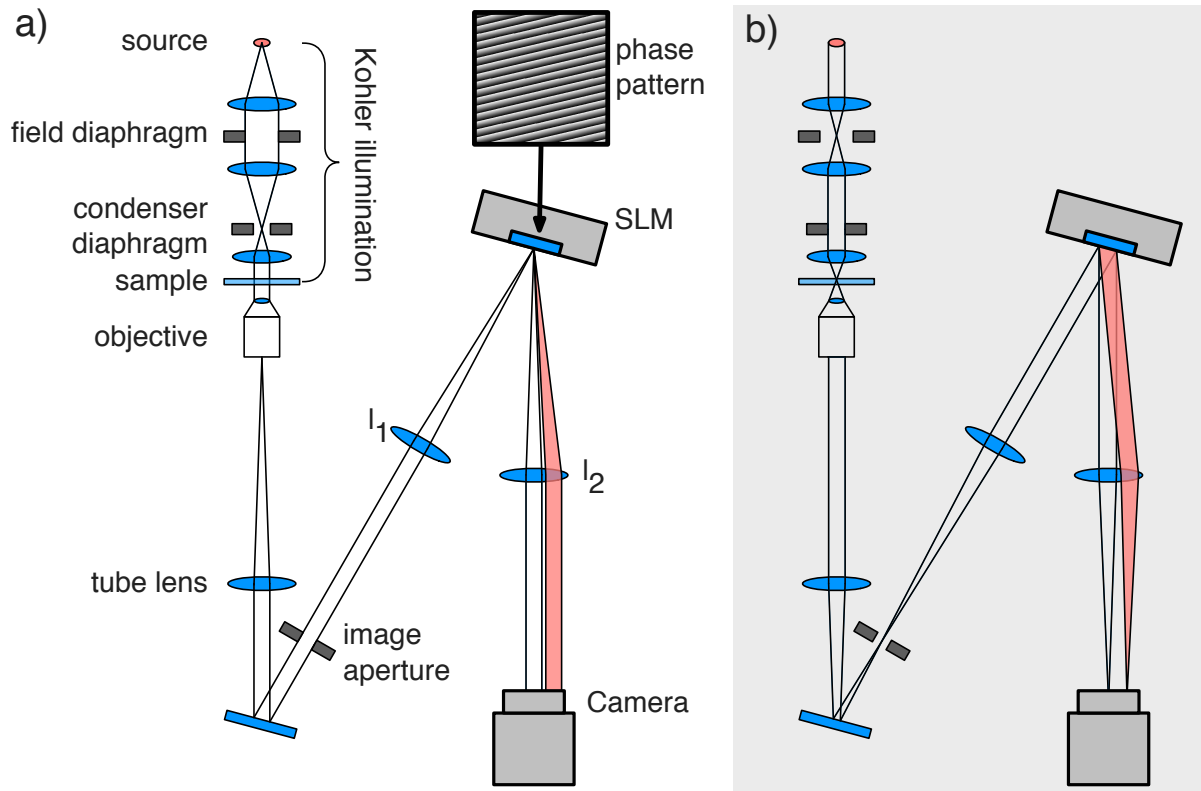 a)
source
field diaphragm
condenser
diaphragm
sample
objective
tube lens
Kohler illumination
phase
pattern
SLM
l1
l2
image
aperture
Camera
b)